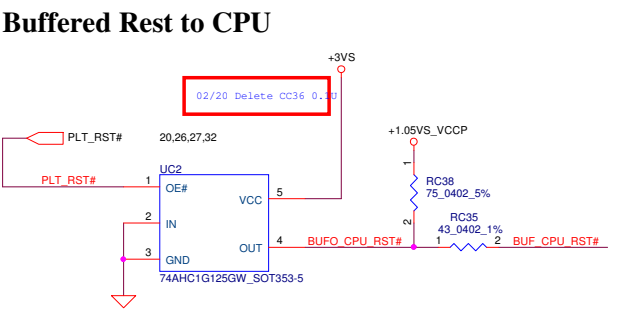 Buffered Rest to CPU
+3VS
02/20 Delete CC36 0.1U
+1.05VS_VCCP
PLT_RST#
20,26,27,32
UC2
PLT_RST#
1
OE#
VCC
5
1
RC38
75_0402_5%
2
2
IN
RC35
43_0402_1%
3
GND
OUT
4
BUFO_CPU_RST#
1
2
BUF_CPU_RST#
74AHC1G125GW_SOT353-5